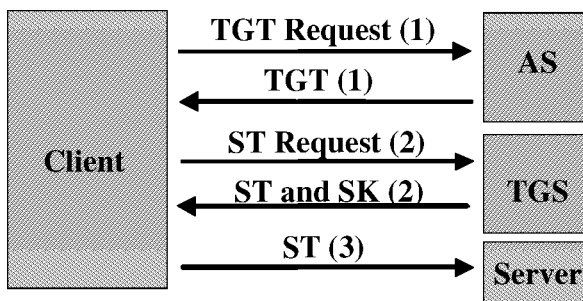 TGT Request (1)
AS
TGT (1)
Client
ST Request (2)
TGS
ST and SK (2)
ST (3)
Server